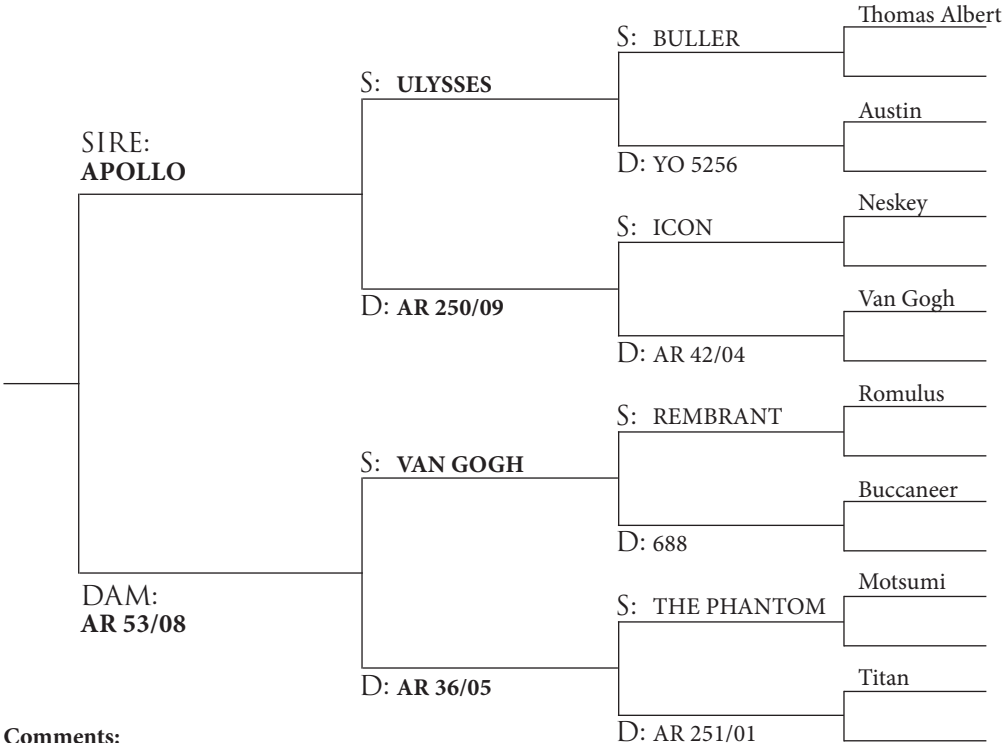 Thomas Albert
S: BULLER
S: ULYSSES
Austin
SIRE:
APOLLO
D: YO 5256
Neskey
S: ICON
Van Gogh
D: AR 250/09
D: AR 42/04
Romulus
S: REMBRANT
S: VAN GOGH
Buccaneer
D: 688
Motsumi
DAM:
AR 53/08
S: THE PHANTOM
Titan
D: AR 36/05
D: AR 251/01
Comments: